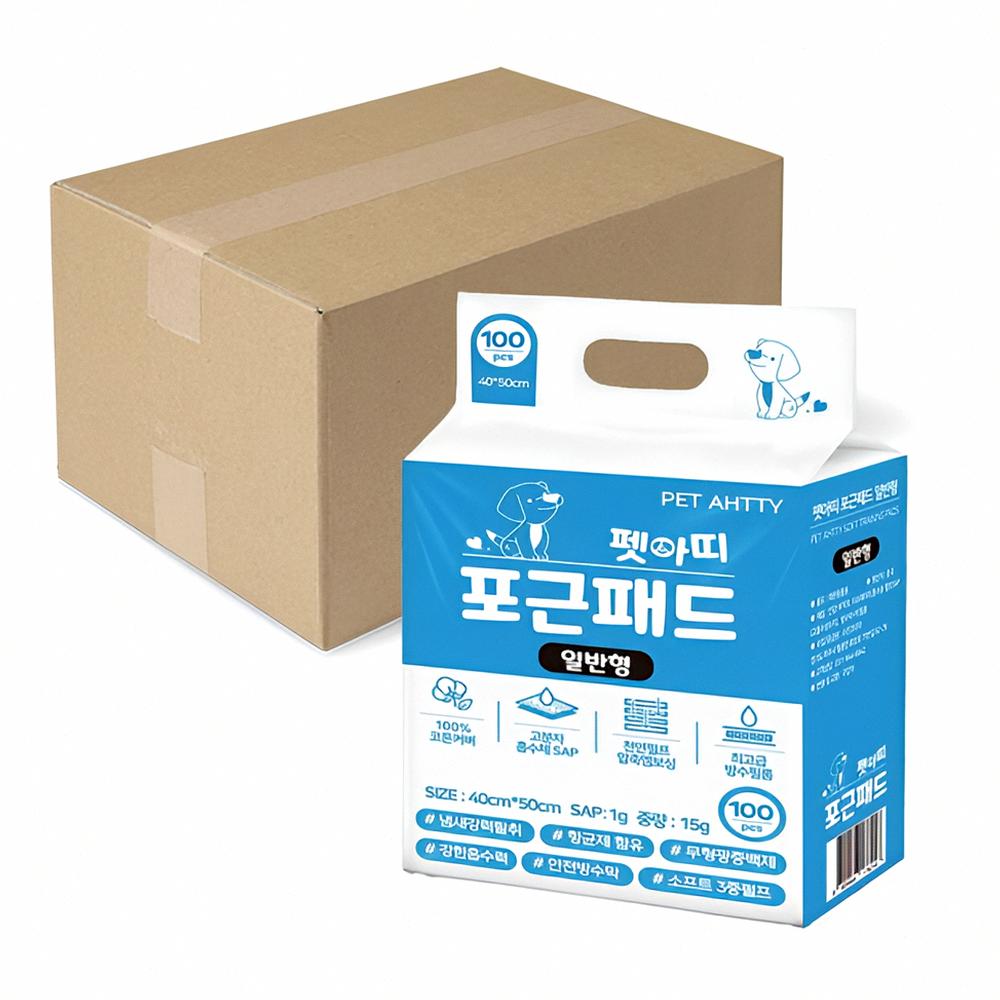 100
pcs
40*50cm
PET AHTTY
펫아띠
포근패드
일반형
100%
코튼커버
고분자
흡수체 SAP
천연펄프
압축엠보싱
최고급
방수필름
SIZE : 40cm*50cm SAP: 1g 중량 : 15g
100
pcs
# 냄새강력탈취 # 항균제 함유 # 무형광증백제
# 강한흡수력 # 안전방수막 # 소프트 3중펄프
펫아띠 포근패드 일반형
일반형
펫아띠
포근패드